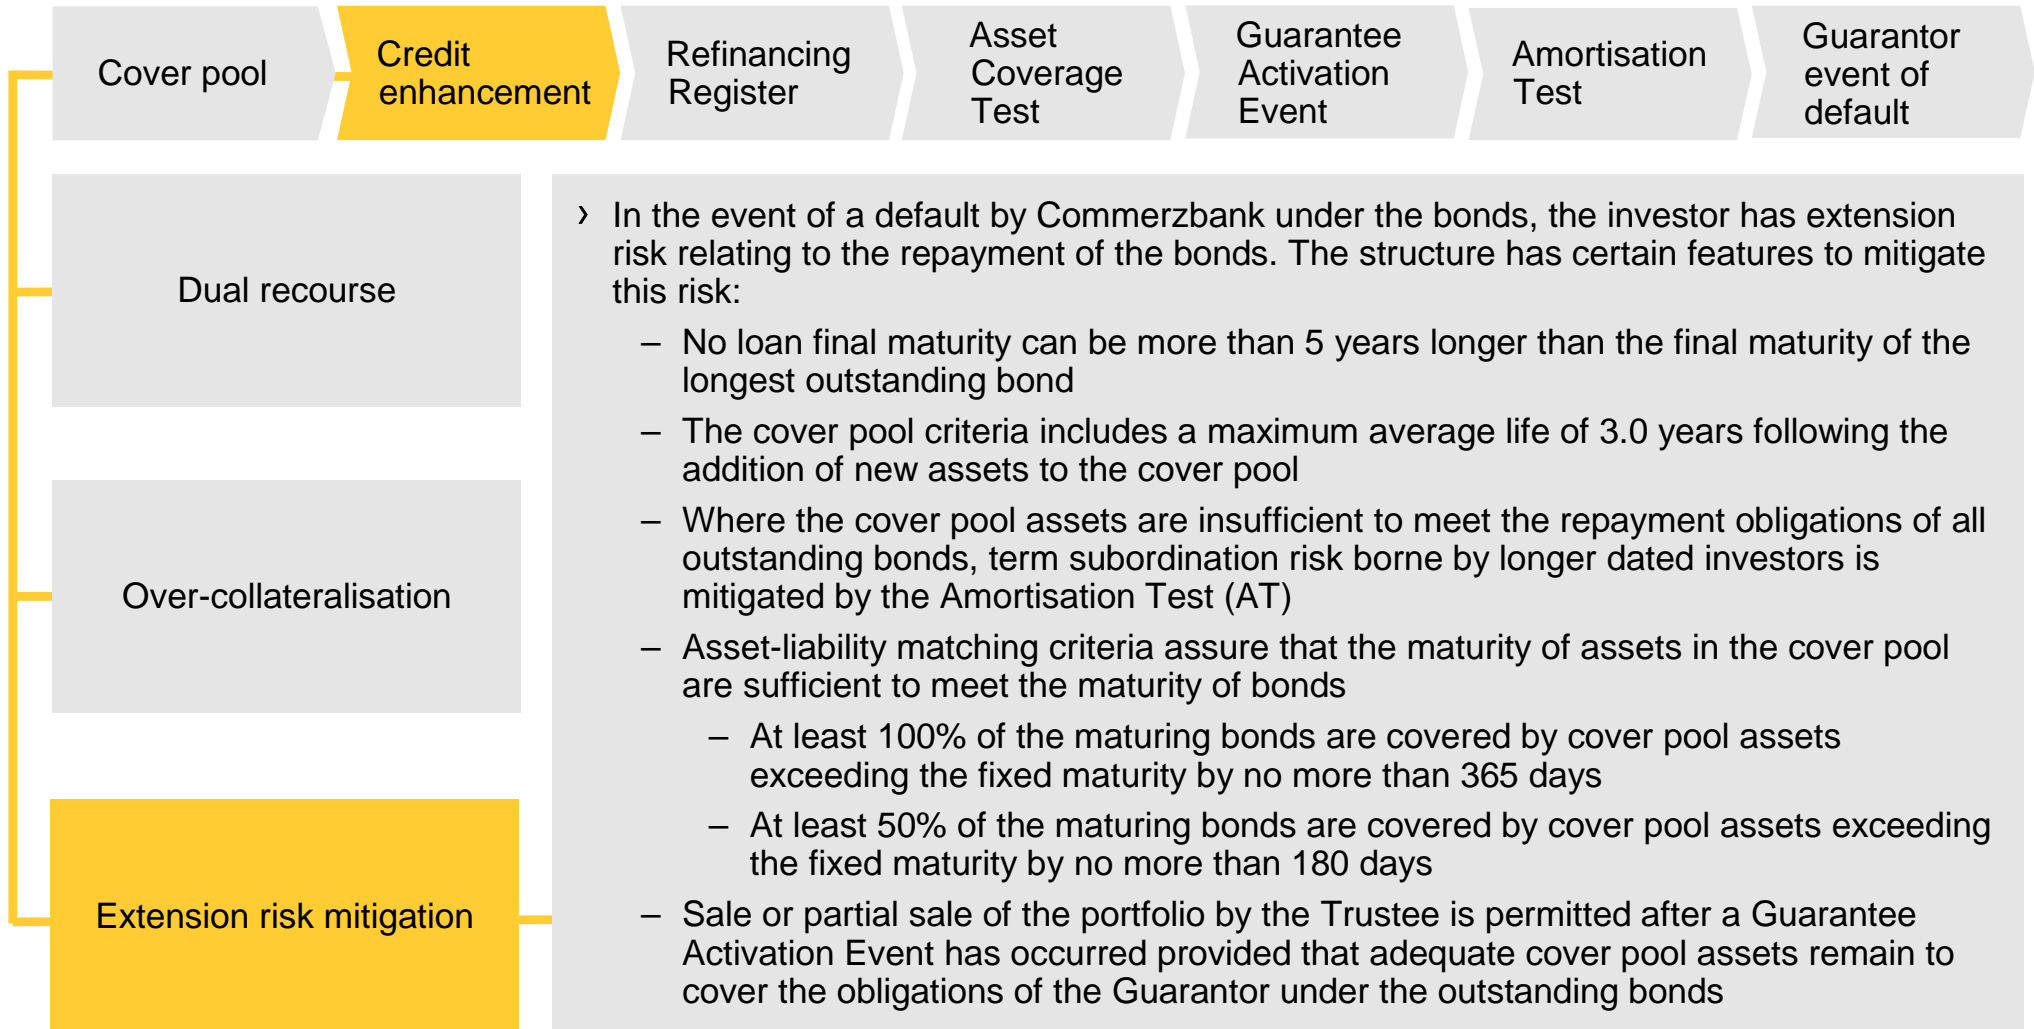 Cover pool
Credit
enhancement
Refinancing
Register
Asset
Coverage
Test
Guarantee
Activation
Event
Amortisation
Test
Guarantor
event of
default
Dual recourse
Over-collateralisation
Extension risk mitigation
› In the event of a default by Commerzbank under the bonds, the investor has extension
risk relating to the repayment of the bonds. The structure has certain features to mitigate
this risk:
– No loan final maturity can be more than 5 years longer than the final maturity of the
longest outstanding bond
– The cover pool criteria includes a maximum average life of 3.0 years following the
addition of new assets to the cover pool
– Where the cover pool assets are insufficient to meet the repayment obligations of all
outstanding bonds, term subordination risk borne by longer dated investors is
mitigated by the Amortisation Test (AT)
– Asset-liability matching criteria assure that the maturity of assets in the cover pool
are sufficient to meet the maturity of bonds
– At least 100% of the maturing bonds are covered by cover pool assets
exceeding the fixed maturity by no more than 365 days
– At least 50% of the maturing bonds are covered by cover pool assets exceeding
the fixed maturity by no more than 180 days
– Sale or partial sale of the portfolio by the Trustee is permitted after a Guarantee
Activation Event has occurred provided that adequate cover pool assets remain to
cover the obligations of the Guarantor under the outstanding bonds